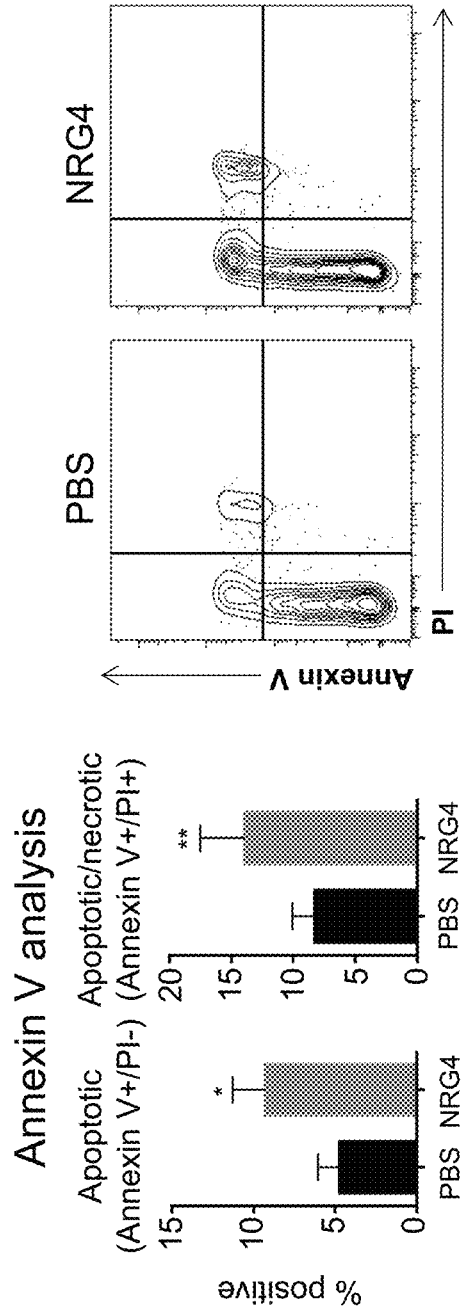 Annexin V analysis
Apoptotic
(Annexin V+/PI-)
% positive
15
10
5
0
PBS
NRG4
*
Apoptotic/necrotic
(Annexin V+/PI+)
20
15
10
5
0
PBS
NRG4
**
PBS
NRG4
Annexin V
PI